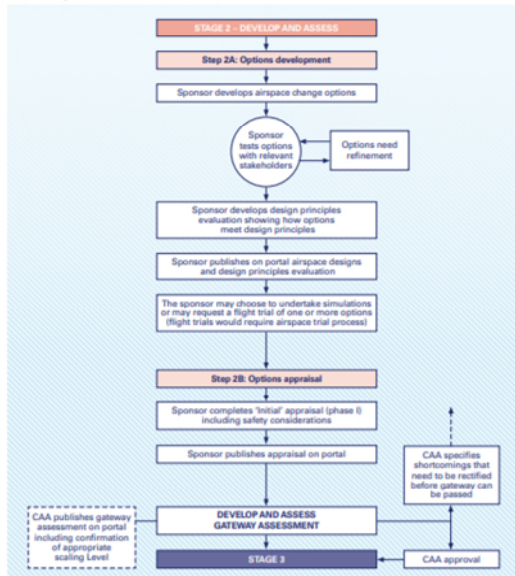 STAGE 2 – DEVELOP AND ASSESS
Step 2A: Options development
Sponsor develops airspace change options
Sponsor
tests options
with relevant
stakeholders
Options need
refinement
Sponsor develops design principles
evaluation showing how options
meet design principles
Sponsor publishes on portal airspace designs
and design principles evaluation
The sponsor may choose to undertake simulations
or may request a flight trial of one or more options
(flight trials would require airspace trial process)
Step 2B: Options appraisal
Sponsor completes ‘Initial’ appraisal (phase I)
including safety considerations
Sponsor publishes appraisal on portal
CAA specifies
shortcomings that
need to be rectified
before gateway can
be passed
CAA publishes gateway
assessment on portal
including confirmation
of appropriate
scaling Level
DEVELOP AND ASSESS
GATEWAY ASSESSMENT
STAGE 3
CAA approval